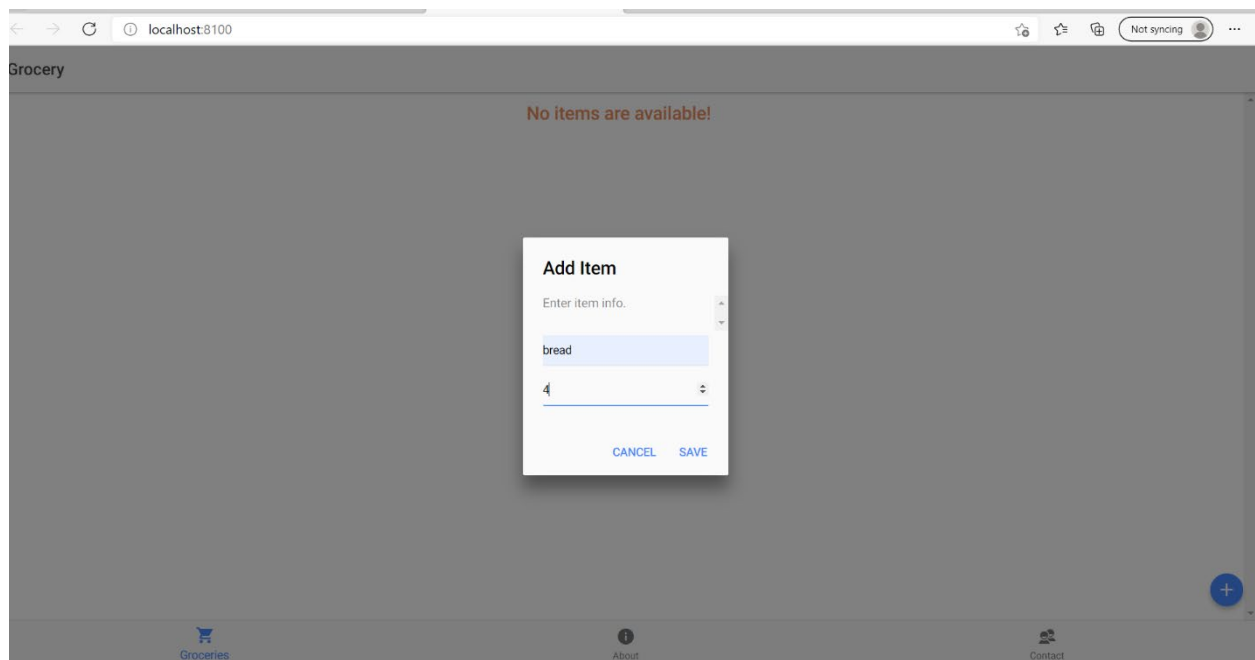 localhost:8100
Not syncing
Grocery
No items are available!
Add Item
Enter item info.
bread
4
CANCEL SAVE
Groceries About Contact